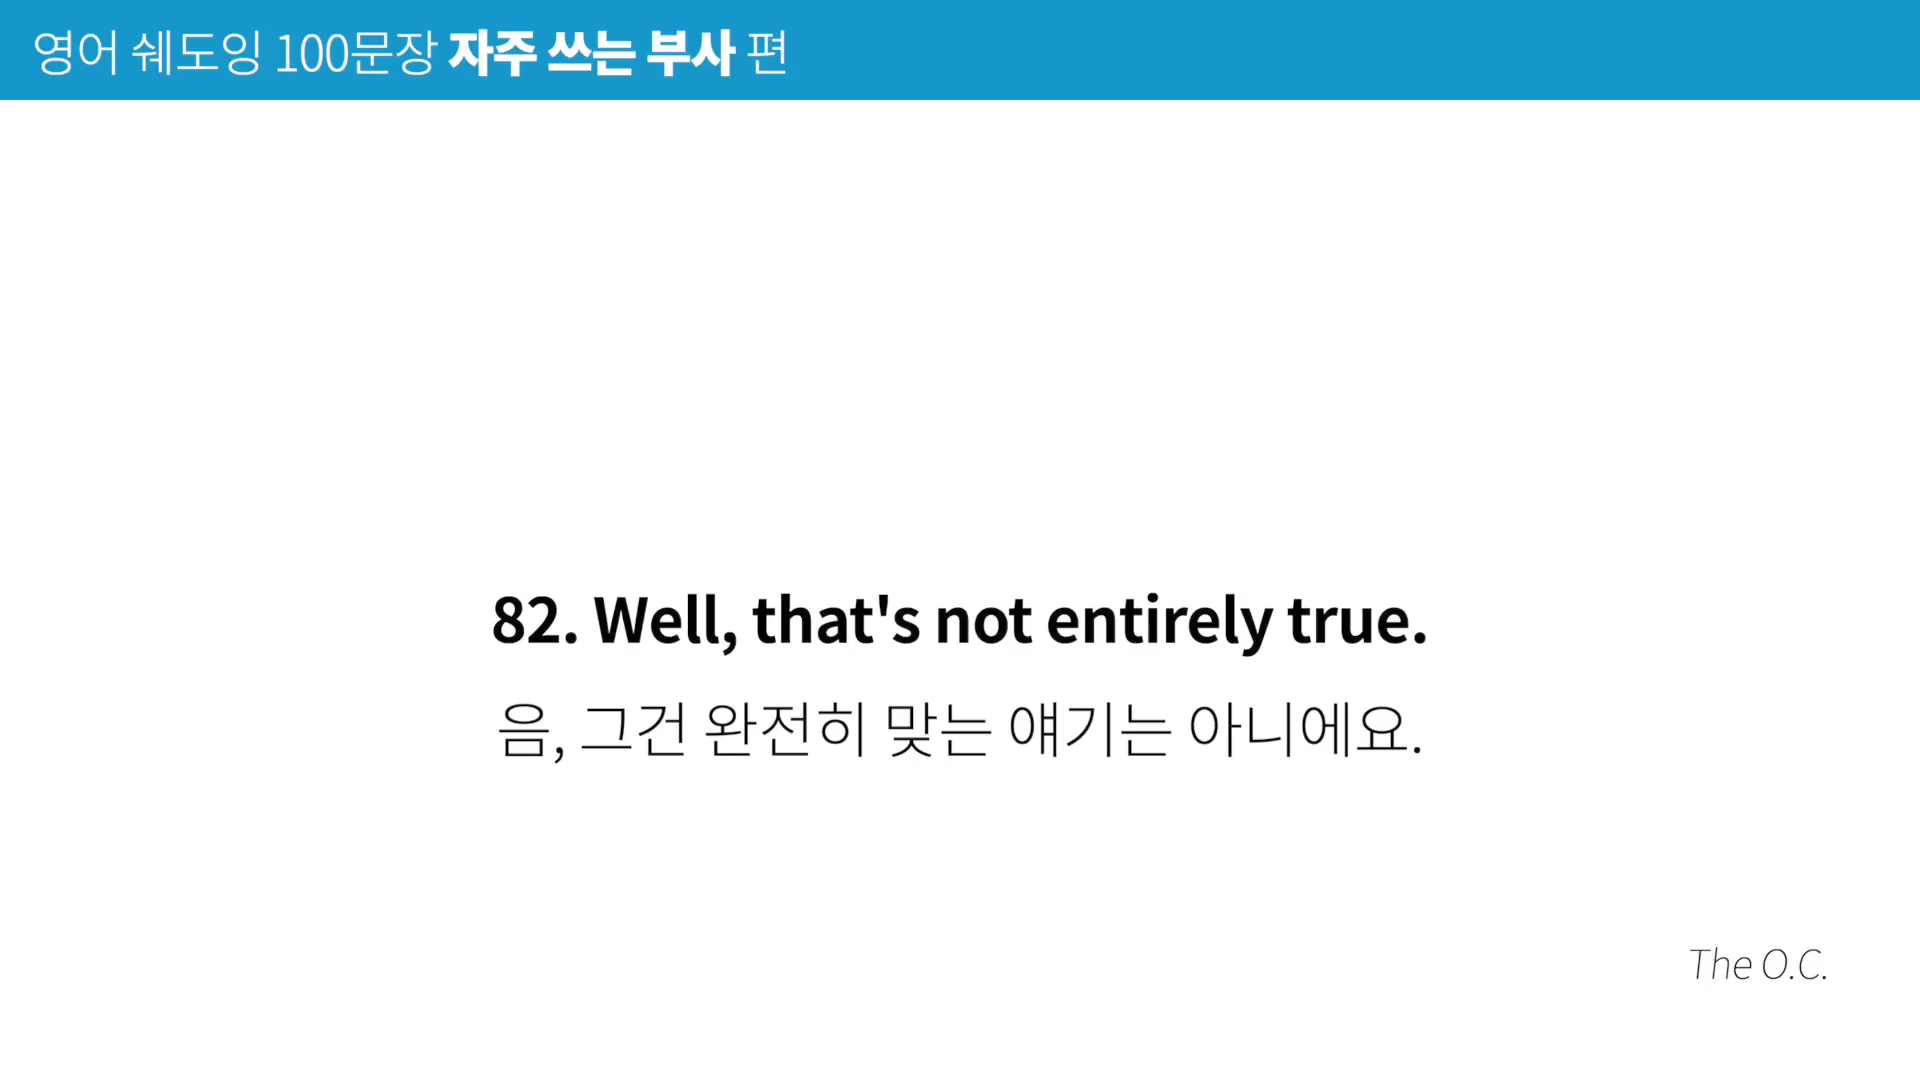 영어 쉐도잉 100문장 자주 쓰는 부사 편
82. Well, that's not entirely true.
음, 그건 완전히 맞는 얘기는 아니에요.
The O.C.